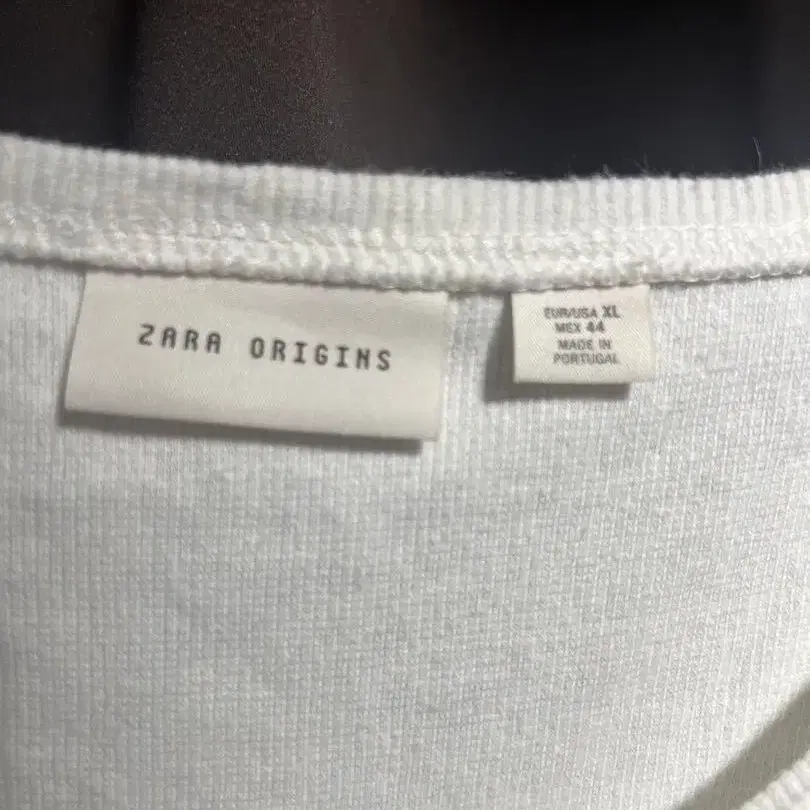 ZARA ORIGINS
EUR/USA XL
MEX 44
MADE IN
PORTUGAL